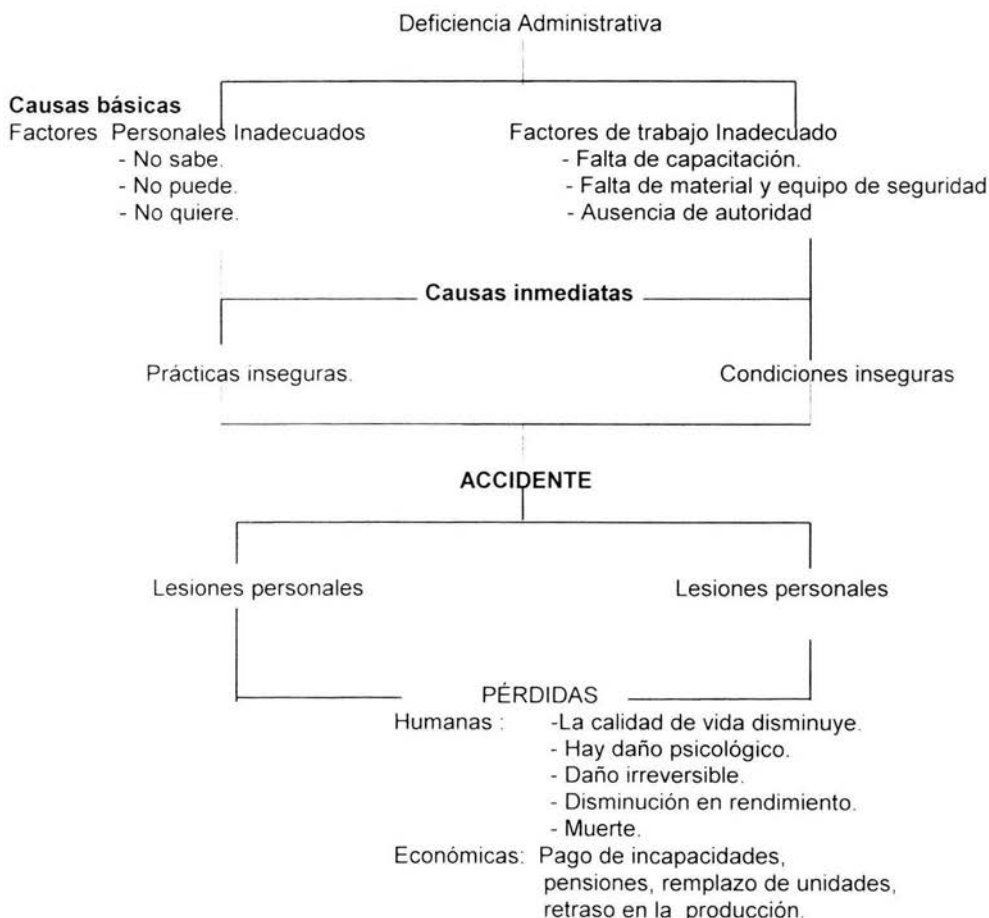 Deficiencia Administrativa
Causas básicas
Factores Personales Inadecuados
- No sabe.
- No puede.
- No quiere.
Factores de trabajo Inadecuado
- Falta de capacitación.
- Falta de material y equipo de seguridad
- Ausencia de autoridad
Causas inmediatas
Prácticas inseguras.
Condiciones inseguras
ACCIDENTE
Lesiones personales
Lesiones personales
PÉRDIDAS
Humanas : -La calidad de vida disminuye.
- Hay daño psicológico.
- Daño irreversible.
- Disminución en rendimiento.
- Muerte.
Económicas: Pago de incapacidades,
pensiones, remplazo de unidades,
retraso en la producción.